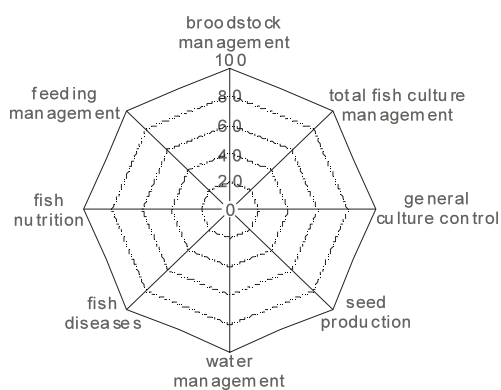 broodstock
management
100
feeding
management
80
total fish culture
management
60
40
20
fish
nutrition
0
general
culture control
fish
diseases
seed
production
water
management